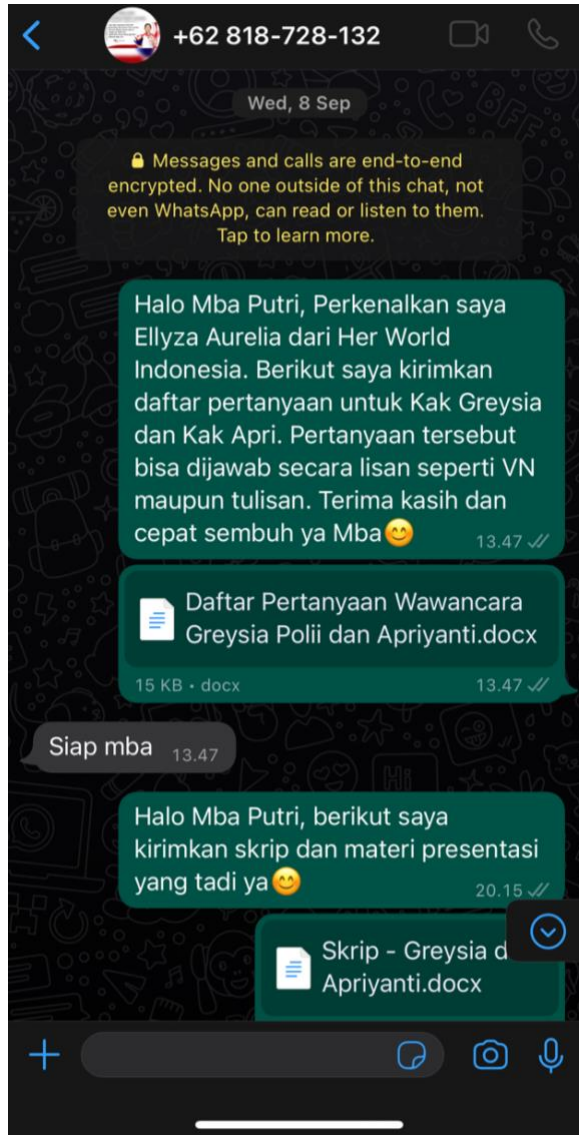 +62 818-728-132
Wed, 8 Sep
Messages and calls are end-to-end
encrypted. No one outside of this chat, not
even WhatsApp, can read or listen to them.
Tap to learn more.
Halo Mba Putri, Perkenalkan saya
Ellyza Aurelia dari Her World
Indonesia. Berikut saya kirimkan
daftar pertanyaan untuk Kak Greysia
dan Kak Apri. Pertanyaan tersebut
bisa dijawab secara lisan seperti VN
maupun tulisan. Terima kasih dan
cepat sembuh ya Mba😊 13.47
Daftar Pertanyaan Wawancara
Greysia Polii dan Apriyanti.docx
15 KB • docx 13.47
Siap mba 13.47
Halo Mba Putri, berikut saya
kirimkan skrip dan materi presentasi
yang tadi ya😊 20.15
Skrip - Greysia d
Apriyanti.docx